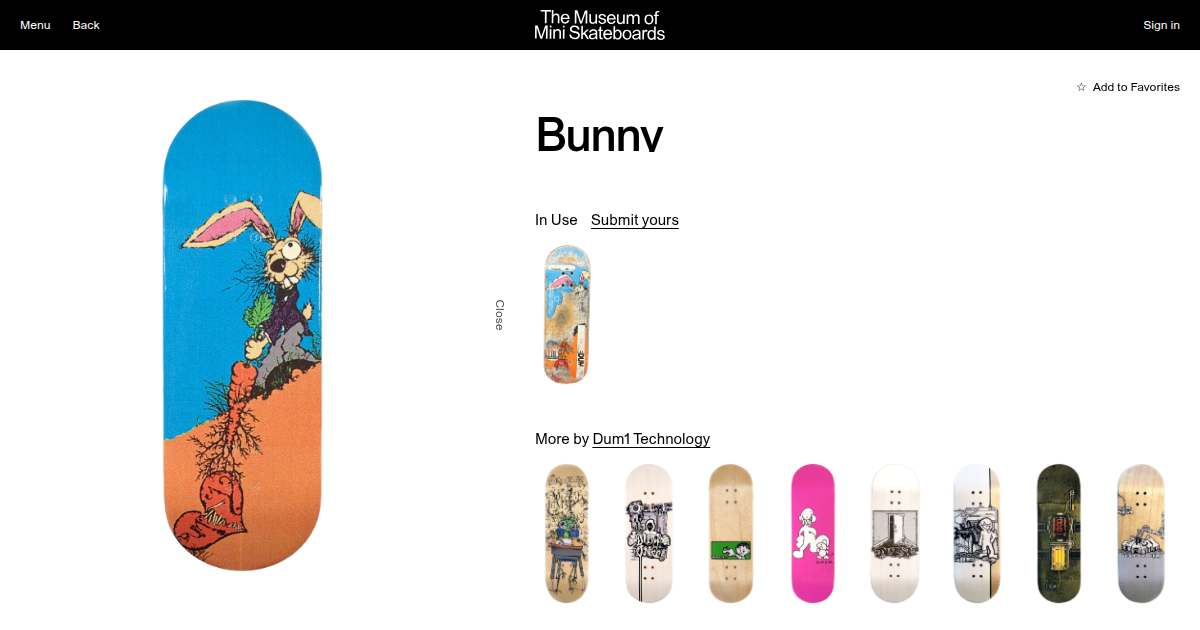 Menu
Back
The Museum of
Mini Skateboards
Sign in
☆ Add to Favorites
Bunny
In Use
Submit yours
Close
More by Dum1 Technology